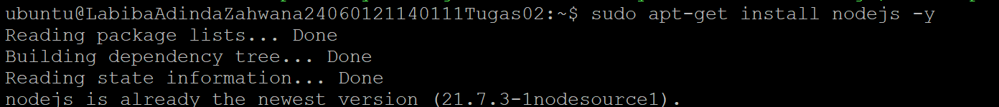 ubuntu@LabibaAdindaZahwana24060121140111Tugas02:~$ sudo apt-get install nodejs -y
Reading package lists... Done
Building dependency tree... Done
Reading state information... Done
nodejs is already the newest version (21.7.3-1nodesource1).